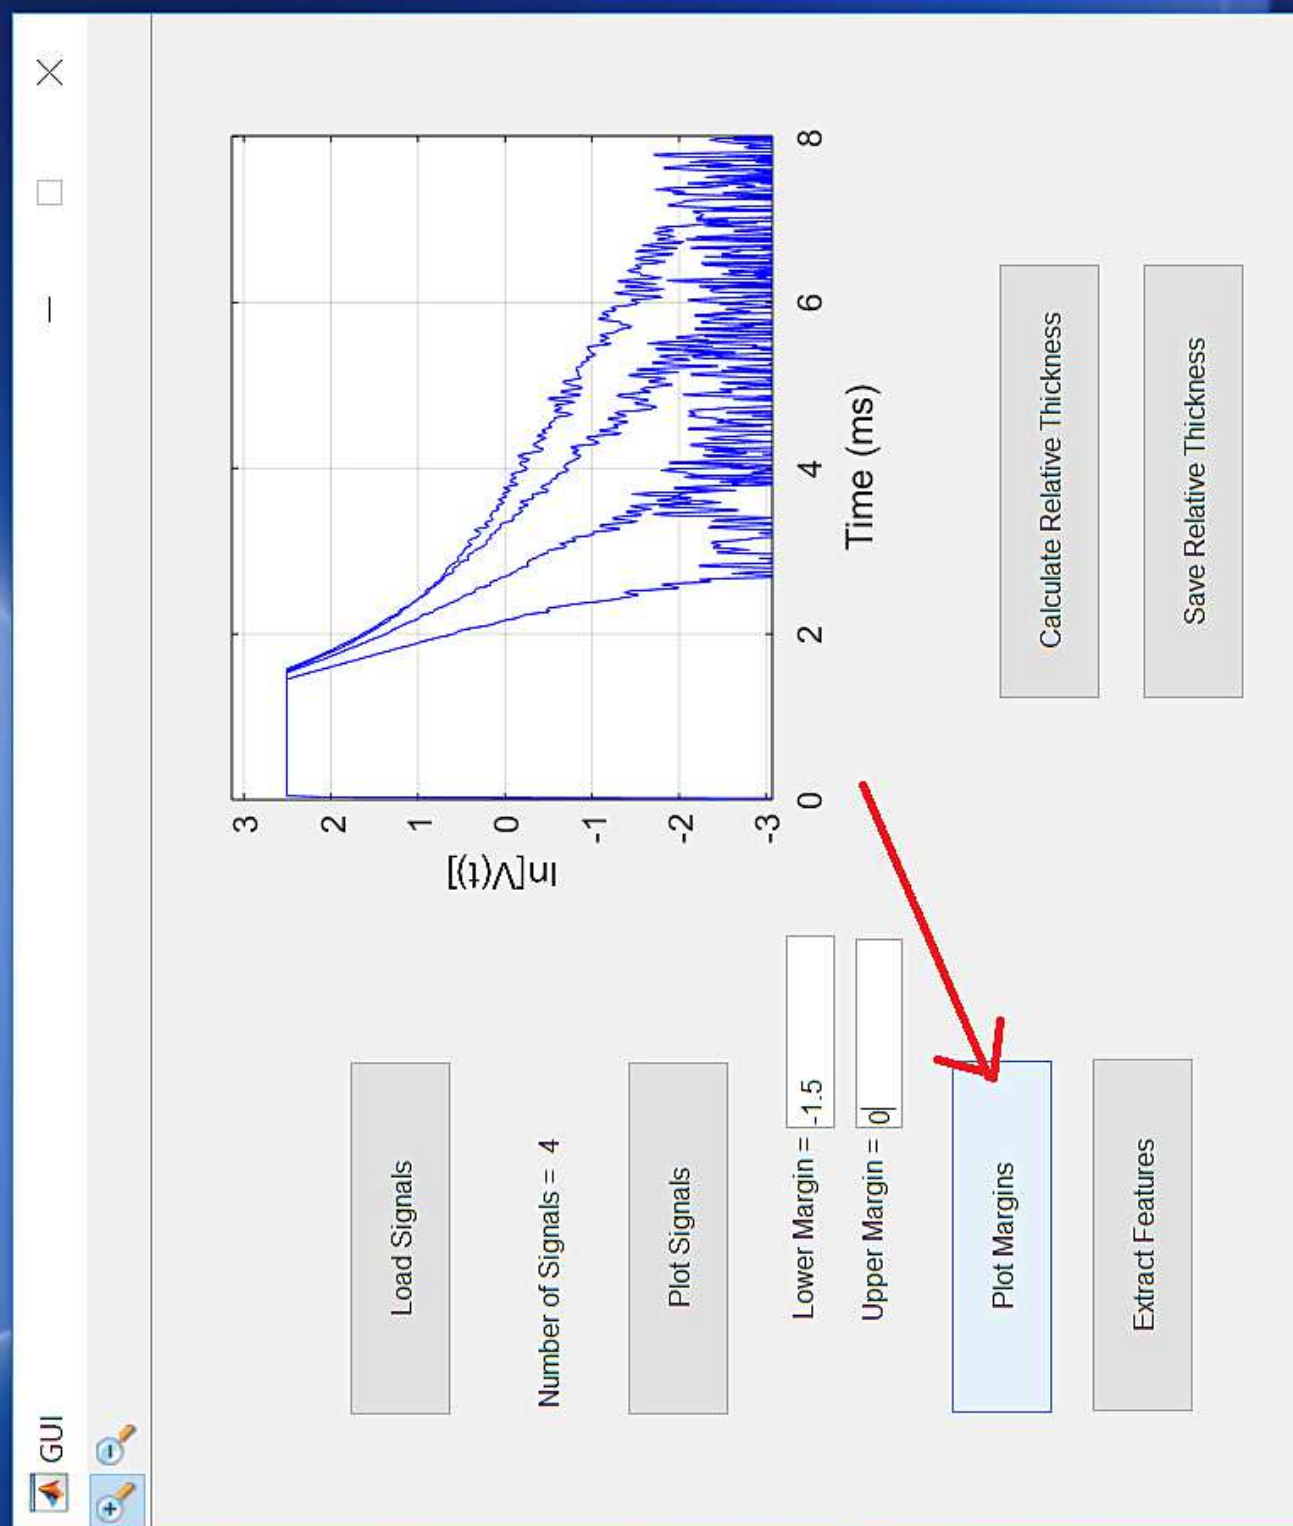 GUI
Load Signals
Number of Signals = 4
Plot Signals
Lower Margin = -1.5
Upper Margin = 0
Plot Margins
Extract Features
ln[V(t)]
3
2
1
0
-1
-2
-3
0 2 4 6 8
Time (ms)
Calculate Relative Thickness
Save Relative Thickness